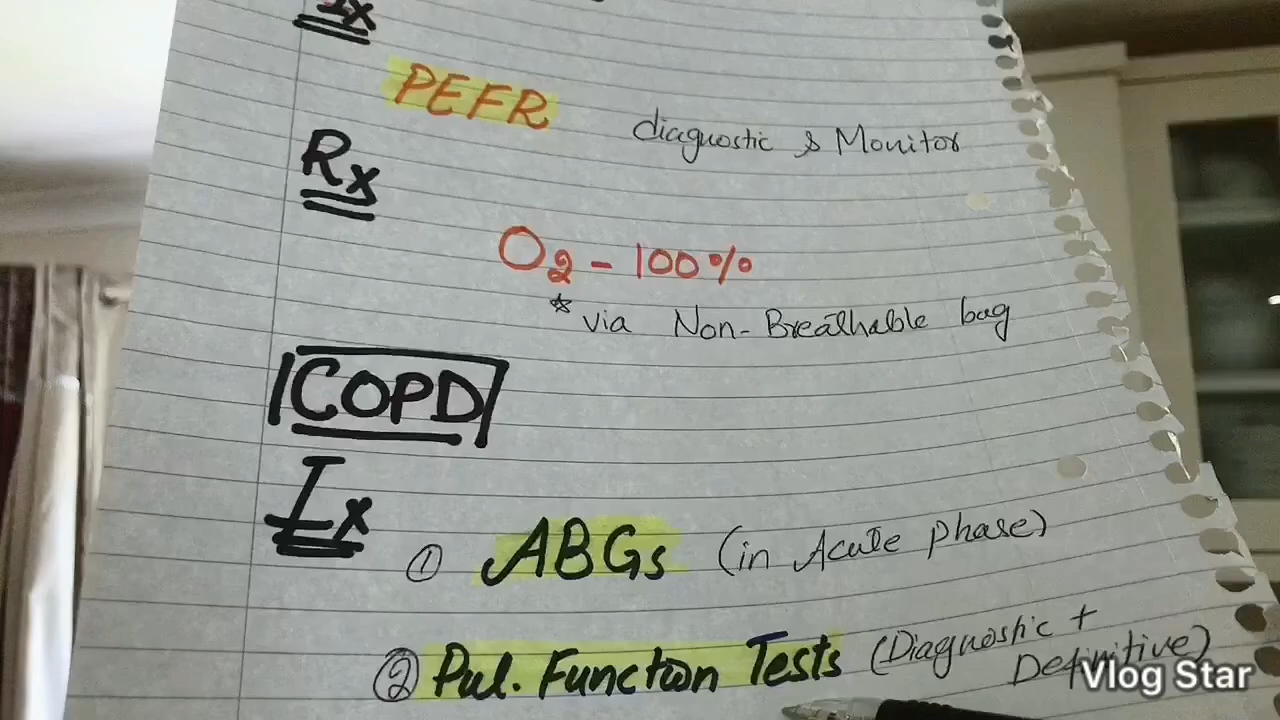 Ix
PEFR diagnostic & Monitor
Rx
O2 - 100%
* via Non-Breathable bag
COPD
Ix
① ABGs (in Acute phase)
② Pul. Function Tests (Diagnostic +
Definitive)
Vlog Star